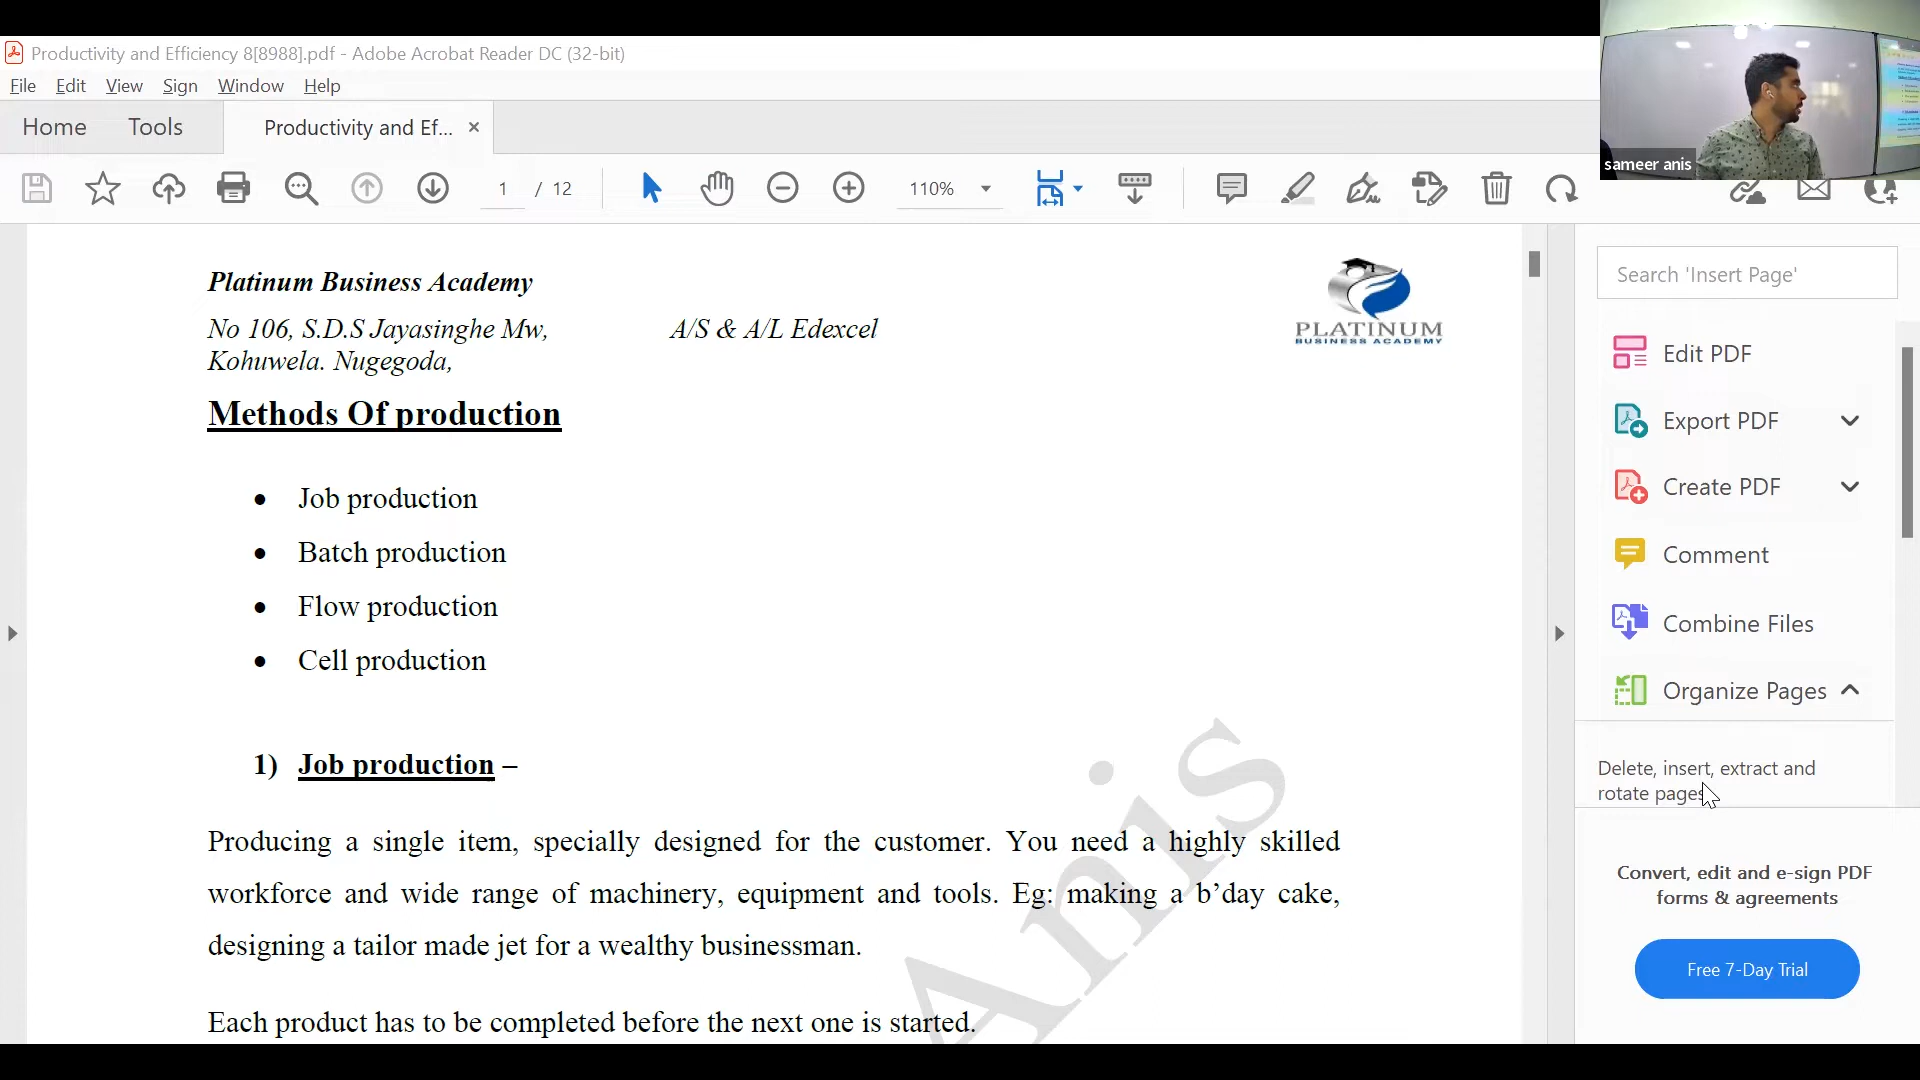 Productivity and Efficiency 8[8988].pdf - Adobe Acrobat Reader DC (32-bit)
File Edit View Sign Window Help
Home Tools Productivity and Ef... ×
1 / 12 110%
sameer anis
Platinum Business Academy
No 106, S.D.S Jayasinghe Mw, A/S & A/L Edexcel
Kohuwela. Nugegoda,
PLATINUM
BUSINESS ACADEMY
Methods Of production
• Job production
• Batch production
• Flow production
• Cell production
1) Job production –
Producing a single item, specially designed for the customer. You need a highly skilled
workforce and wide range of machinery, equipment and tools. Eg: making a b’day cake,
designing a tailor made jet for a wealthy businessman.
Each product has to be completed before the next one is started.
Anis
Search 'Insert Page'
Edit PDF
Export PDF
Create PDF
Comment
Combine Files
Organize Pages
Delete, insert, extract and
rotate pages
Convert, edit and e-sign PDF
forms & agreements
Free 7-Day Trial